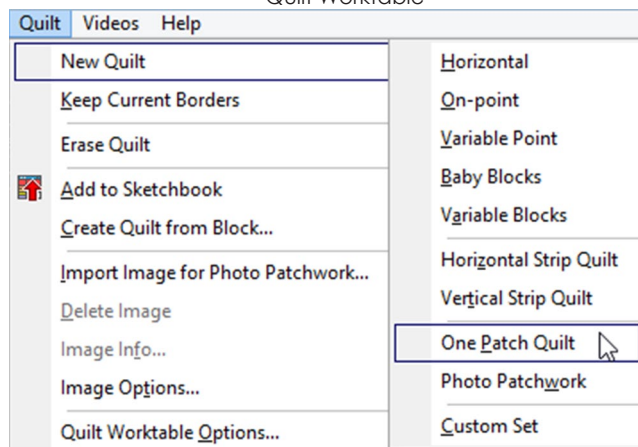 Quilt Worktable
Quilt Videos Help
New Quilt
Keep Current Borders
Erase Quilt
Add to Sketchbook
Create Quilt from Block...
Import Image for Photo Patchwork...
Delete Image
Image Info...
Image Options...
Quilt Worktable Options...
Horizontal
On-point
Variable Point
Baby Blocks
Variable Blocks
Horizontal Strip Quilt
Vertical Strip Quilt
One Patch Quilt
Photo Patchwork
Custom Set